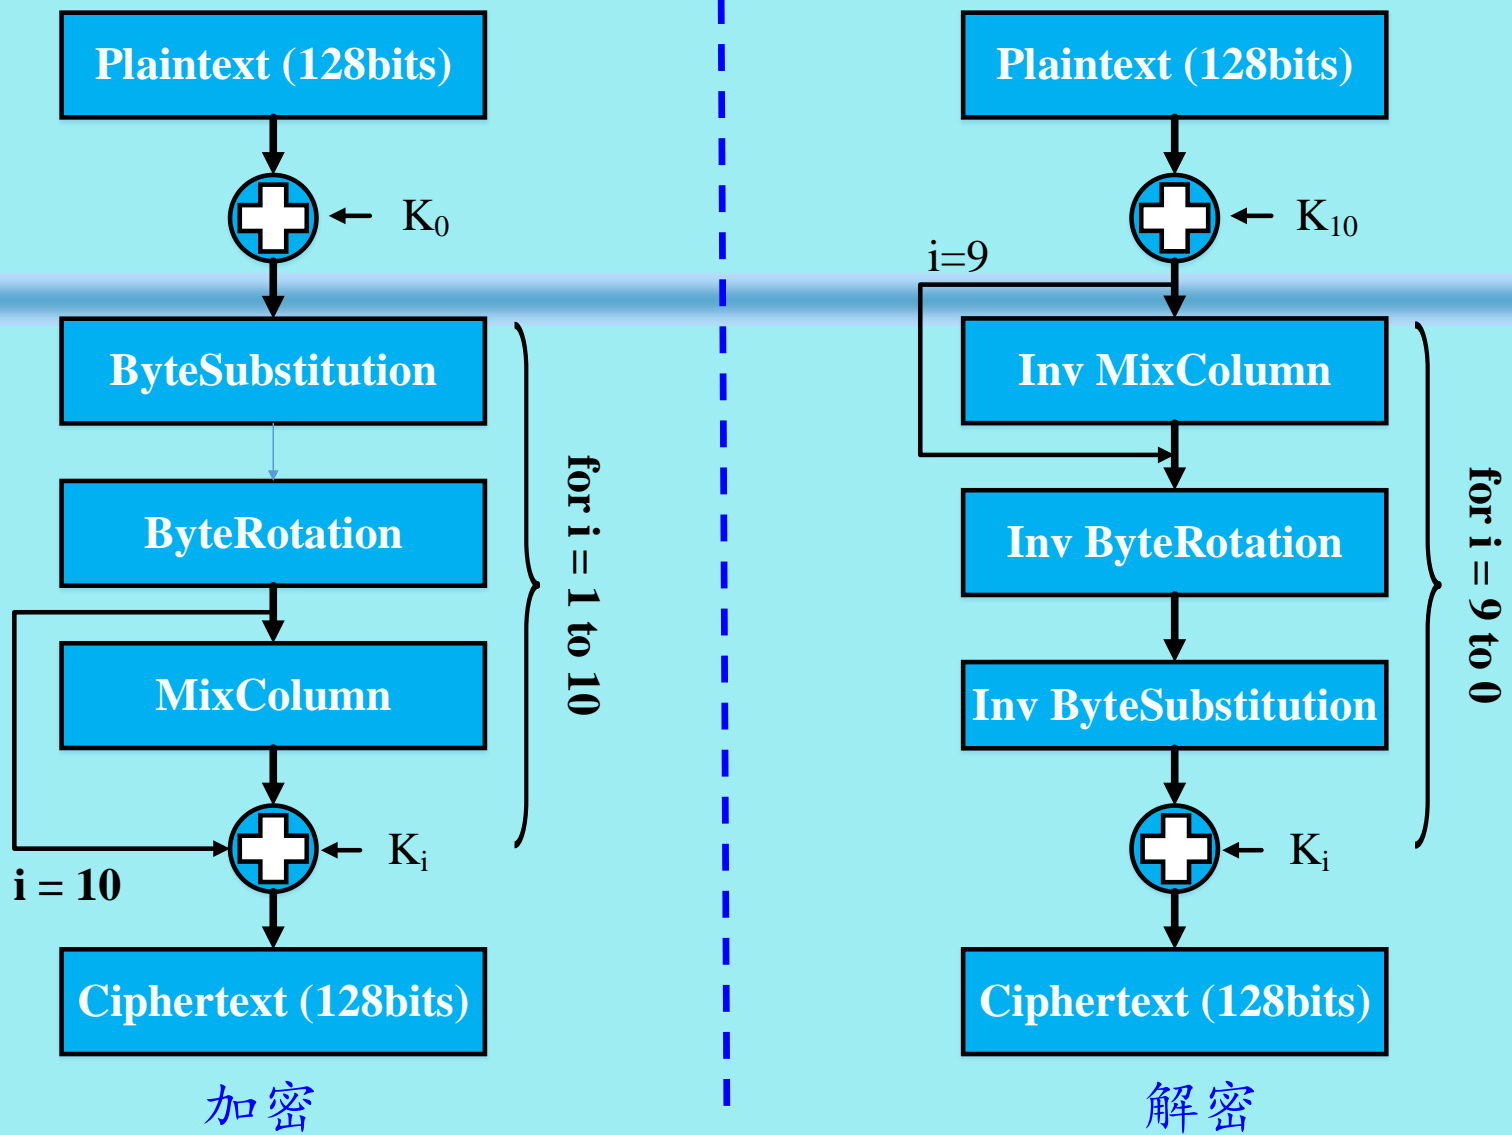 Plaintext (128bits)
K0
ByteSubstitution
ByteRotation
MixColumn
for i = 1 to 10
Ki
i = 10
Ciphertext (128bits)
加密
Plaintext (128bits)
K10
i=9
Inv MixColumn
Inv ByteRotation
Inv ByteSubstitution
for i = 9 to 0
Ki
Ciphertext (128bits)
解密